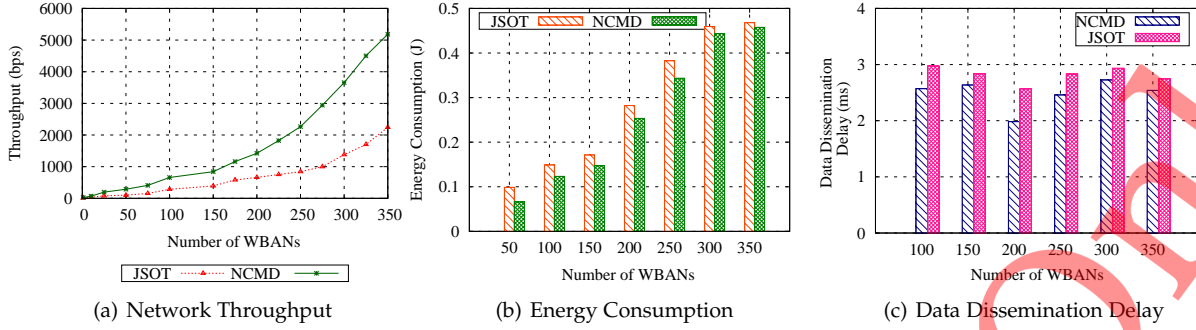 Throughput (bps)
6000
5000
4000
3000
2000
1000
0
0 50 100 150 200 250 300 350
Number of WBANs
JSOT NCMD
(a) Network Throughput
Energy Consumption (J)
0.5
0.4
0.3
0.2
0.1
0
JSOT NCMD
50 100 150 200 250 300 350
Number of WBANs
(b) Energy Consumption
Data Dissemination
Delay (ms)
4
3
2
1
0
NCMD
JSOT
100 150 200 250 300 350
Number of WBANs
(c) Data Dissemination Delay